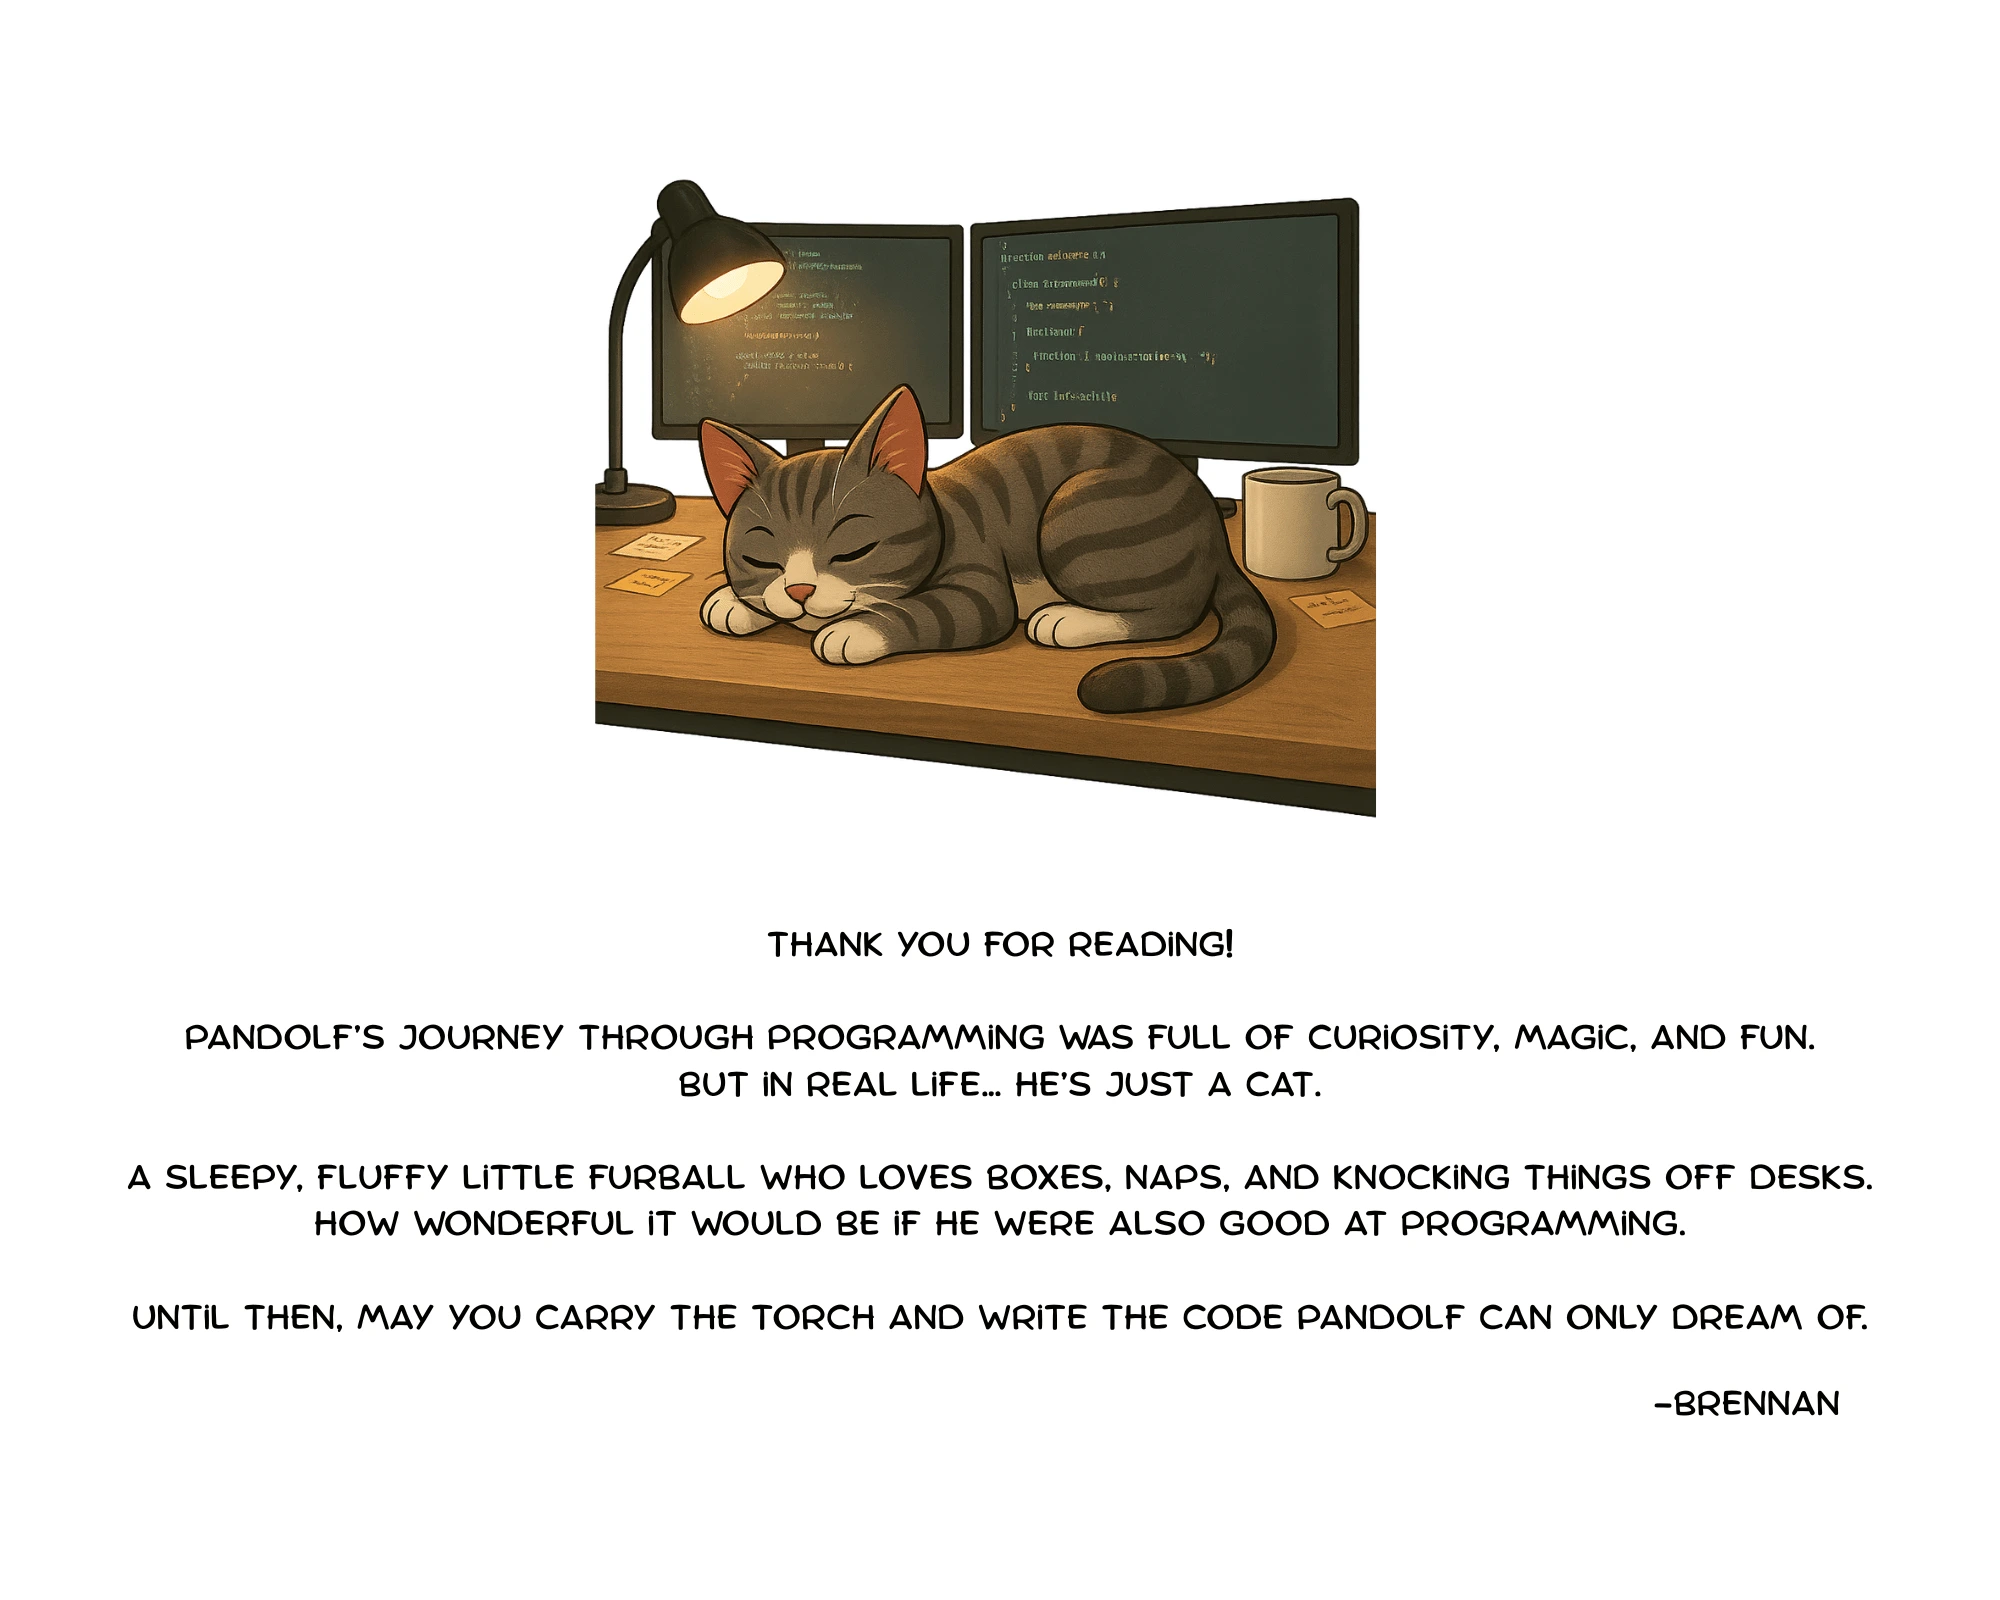 THANK YOU FOR READING!
PANDOLF'S JOURNEY THROUGH PROGRAMMING WAS FULL OF CURIOSITY, MAGIC, AND FUN.
BUT IN REAL LIFE... HE'S JUST A CAT.
A SLEEPY, FLUFFY LITTLE FURBALL WHO LOVES BOXES, NAPS, AND KNOCKING THINGS OFF DESKS.
HOW WONDERFUL IT WOULD BE IF HE WERE ALSO GOOD AT PROGRAMMING.
UNTIL THEN, MAY YOU CARRY THE TORCH AND WRITE THE CODE PANDOLF CAN ONLY DREAM OF.
-BRENNAN